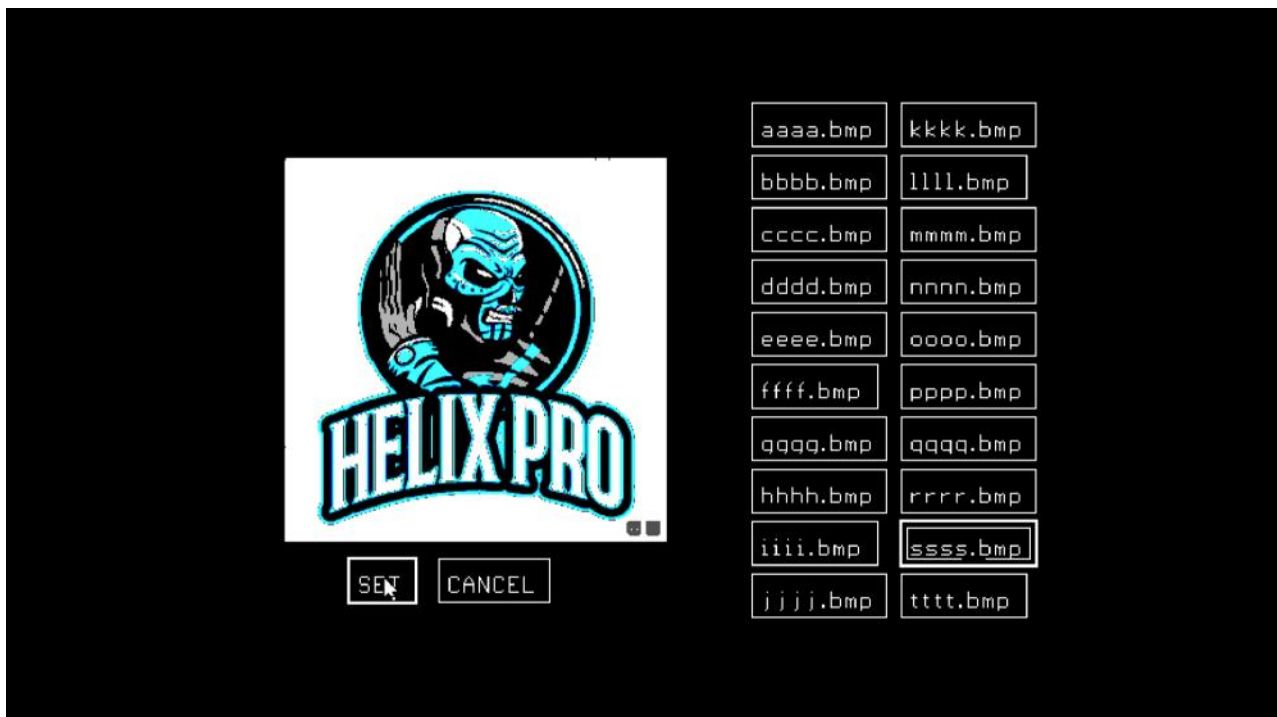 HELIX PRO
SET
CANCEL
aaaa.bmp
bbbb.bmp
cccc.bmp
dddd.bmp
eeee.bmp
ffff.bmp
gggg.bmp
hhhh.bmp
iiii.bmp
jjjj.bmp
kkkk.bmp
llll.bmp
mmmm.bmp
nnnn.bmp
oooo.bmp
pppp.bmp
qqqq.bmp
rrrr.bmp
ssss.bmp
tttt.bmp